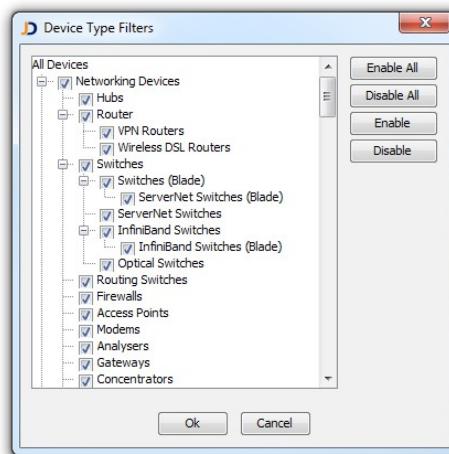 Device Type Filters
All Devices
Networking Devices
Hubs
Router
VPN Routers
Wireless DSL Routers
Switches
Switches (Blade)
ServerNet Switches (Blade)
ServerNet Switches
InfiniBand Switches
InfiniBand Switches (Blade)
Optical Switches
Routing Switches
Firewalls
Access Points
Modems
Analysers
Gateways
Concentrators
Enable All
Disable All
Enable
Disable
Ok
Cancel